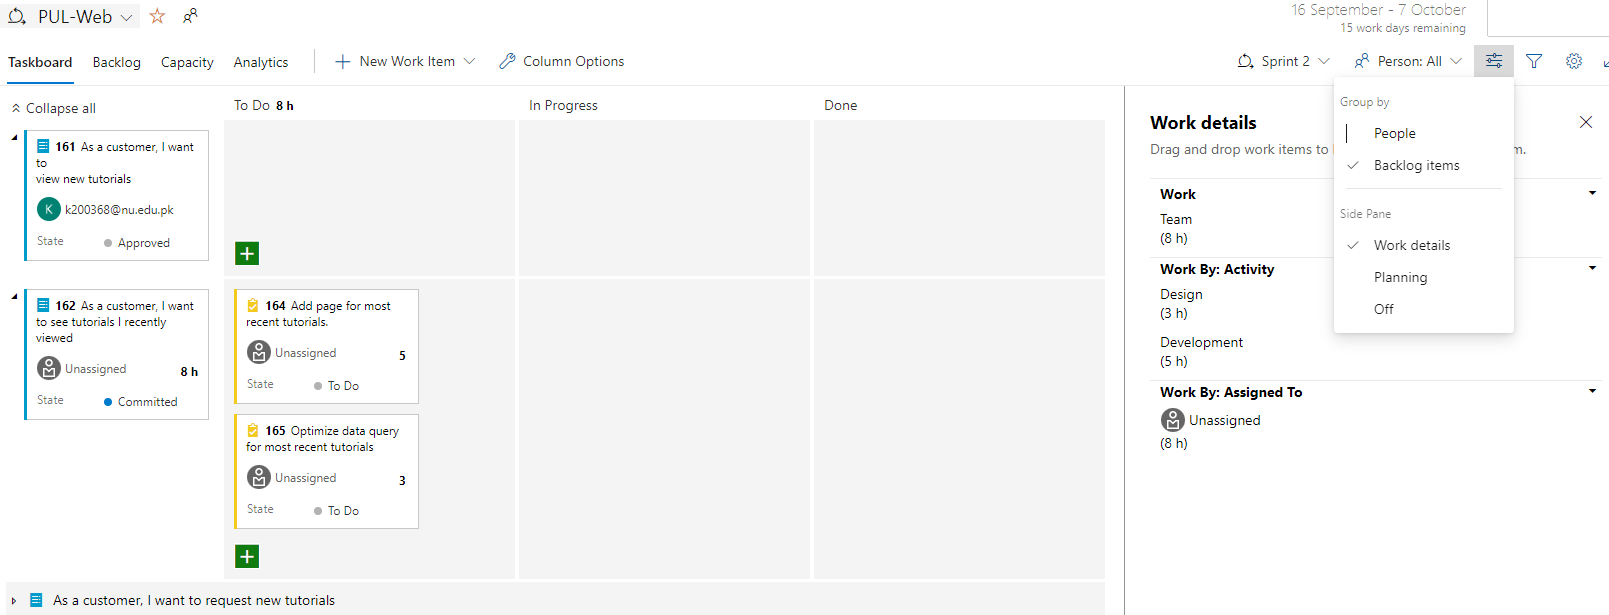 PUL-Web
16 September - 7 October
15 work days remaining
Taskboard Backlog Capacity Analytics New Work Item Column Options Sprint 2 Person: All
Collapse all
To Do 8 h
In Progress
Done
161 As a customer, I want
to
view new tutorials
K k200368@nu.edu.pk
State Approved
162 As a customer, I want
to see tutorials I recently
viewed
Unassigned 8 h
State Committed
164 Add page for most
recent tutorials.
Unassigned 5
State To Do
165 Optimize data query
for most recent tutorials
Unassigned 3
State To Do
As a customer, I want to request new tutorials
Work details
Drag and drop work items to
m.
Work
Team
(8 h)
Work By: Activity
Design
(3 h)
Development
(5 h)
Work By: Assigned To
Unassigned
(8 h)
Group by
People
Backlog items
Side Pane
Work details
Planning
Off